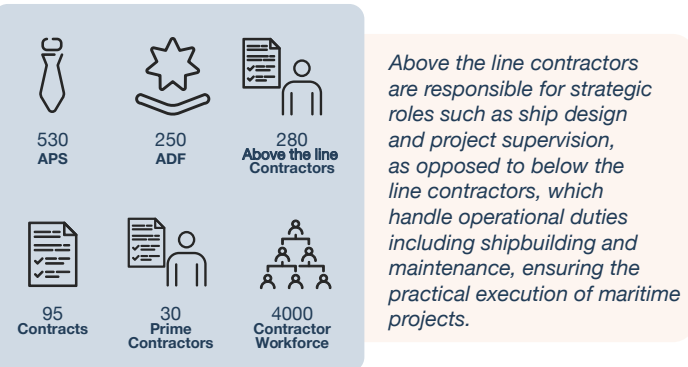 530
APS
250
ADF
280
Above the line
Contractors
95
Contracts
30
Prime
Contractors
4000
Contractor
Workforce
Above the line contractors
are responsible for strategic
roles such as ship design
and project supervision,
as opposed to below the
line contractors, which
handle operational duties
including shipbuilding and
maintenance, ensuring the
practical execution of maritime
projects.